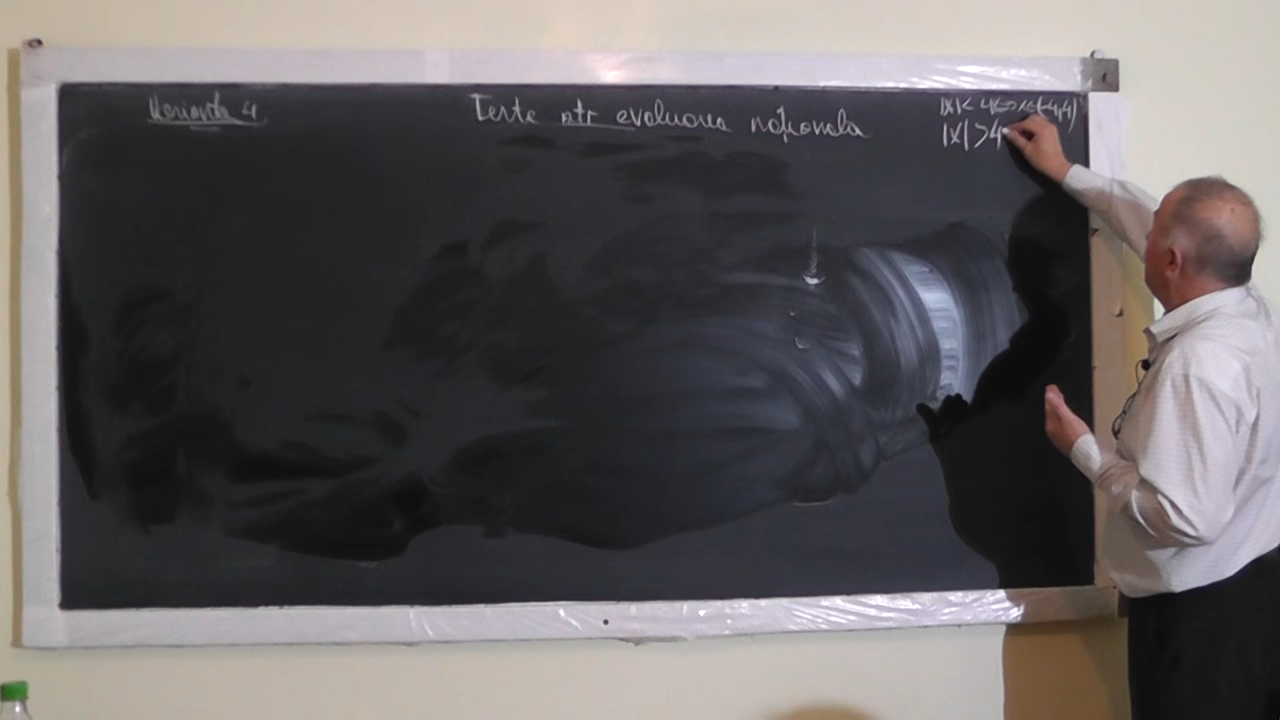 Varianta 4
Teste ptr evaluarea națională
|x| < 4 <=> x ∈ (-4,4)
|x| > 4